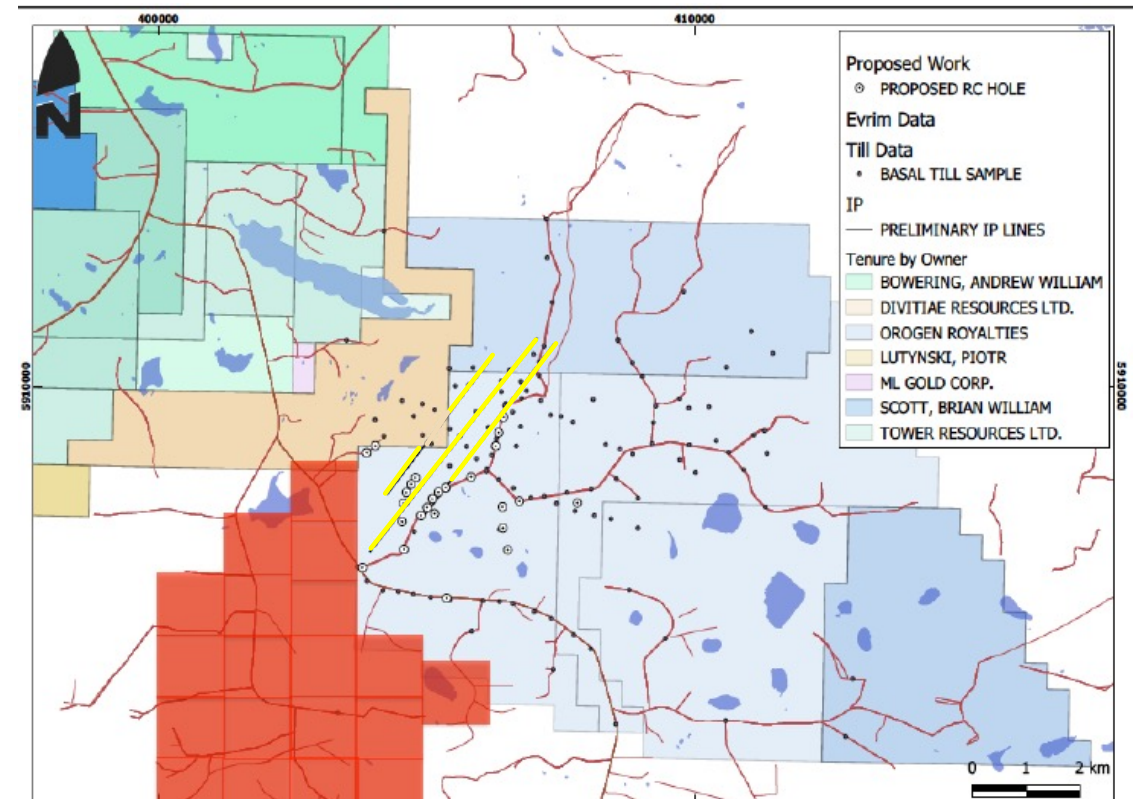 400000
410000
N
Proposed Work
PROPOSED RC HOLE
Evrim Data
Till Data
BASAL TILL SAMPLE
IP
PRELIMINARY IP LINES
Tenure by Owner
BOWERING, ANDREW WILLIAM
DIVITIAE RESOURCES LTD.
OROGEN ROYALTIES
LUTYNSKI, PIOTR
ML GOLD CORP.
SCOTT, BRIAN WILLIAM
TOWER RESOURCES LTD.
5910000
5910000
0 1 2 km